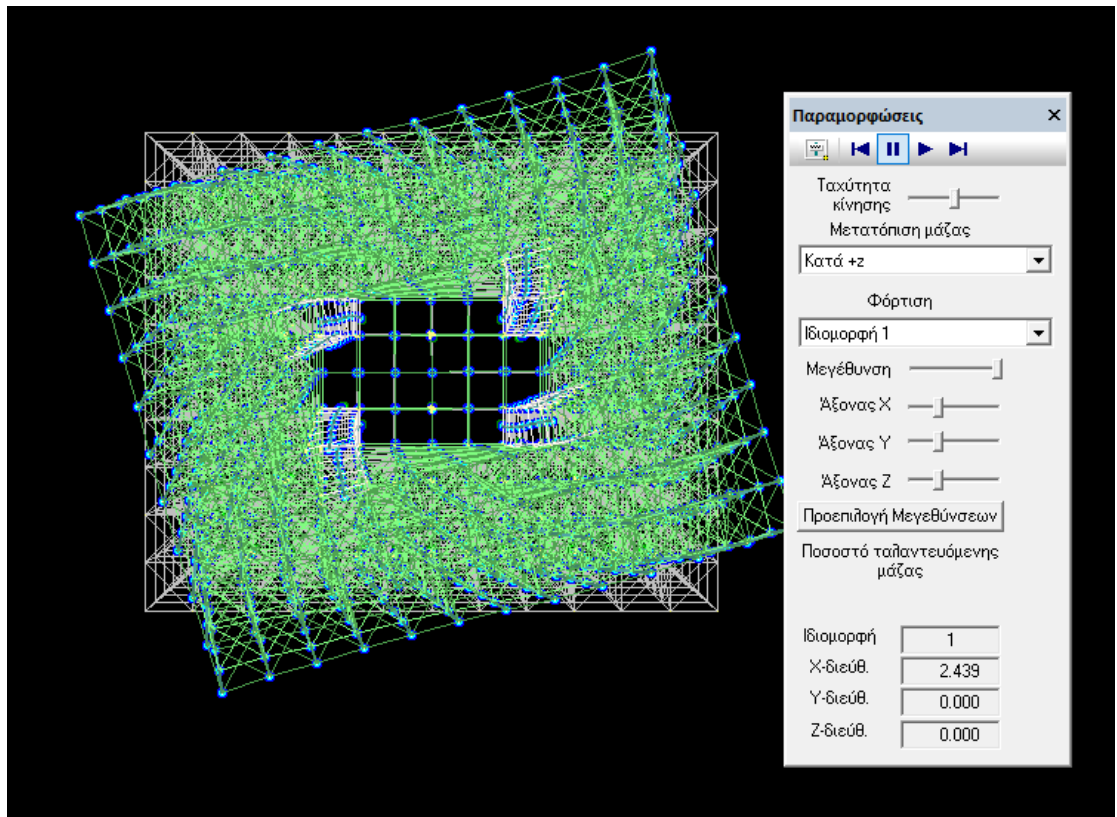 Παραμορφώσεις
Ταχύτητα
κίνησης
Μετατόπιση μάζας
Κατά +z
Φόρτιση
Ιδιομορφή 1
Μεγέθυνση
Άξονας X
Άξονας Y
Άξονας Z
Προεπιλογή Μεγεθύνσεων
Ποσοστό ταλαντευόμενης
μάζας
Ιδιομορφή 1
X-διεύθ. 2.439
Y-διεύθ. 0.000
Z-διεύθ. 0.000